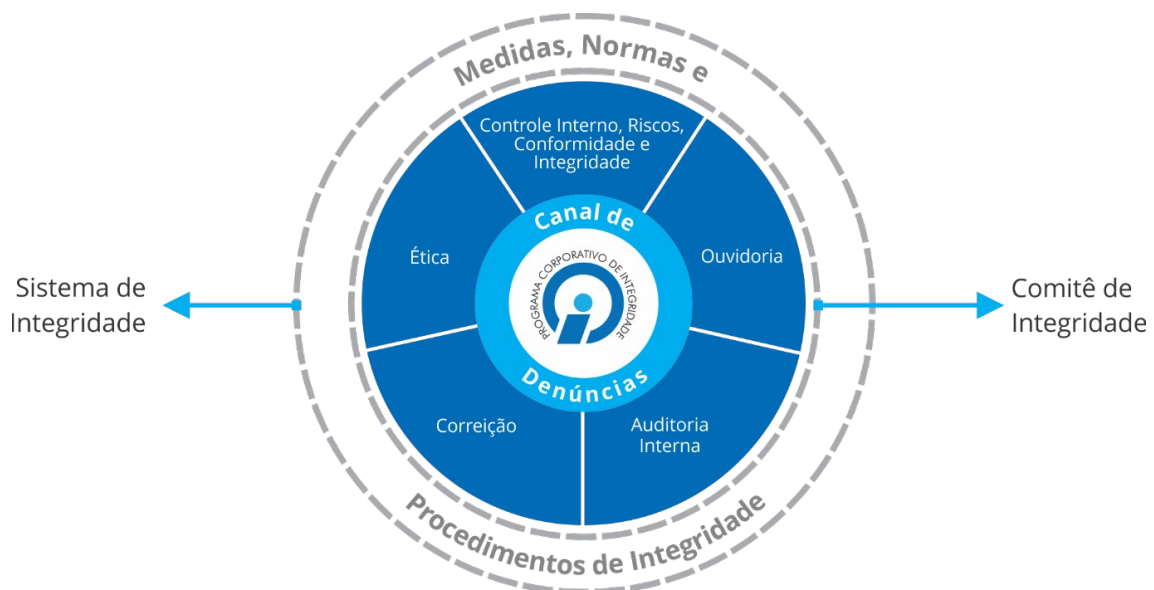 Medidas, Normas e
Controle Interno, Riscos,
Conformidade e
Integridade
Ética
Canal de
PROGRAMA CORPORATIVO DE INTEGRIDADE
Denúncias
Ouvidoria
Sistema de
Integridade
Comitê de
Integridade
Correição
Auditoria
Interna
Procedimentos de Integridade